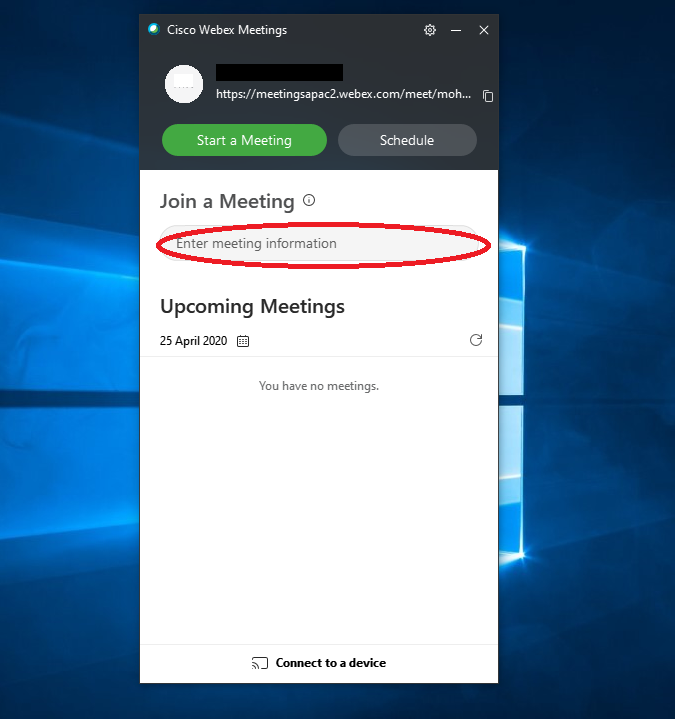 Cisco Webex Meetings
https://meetingsapac2.webex.com/meet/moh...
Start a Meeting
Schedule
Join a Meeting
Enter meeting information
Upcoming Meetings
25 April 2020
You have no meetings.
Connect to a device